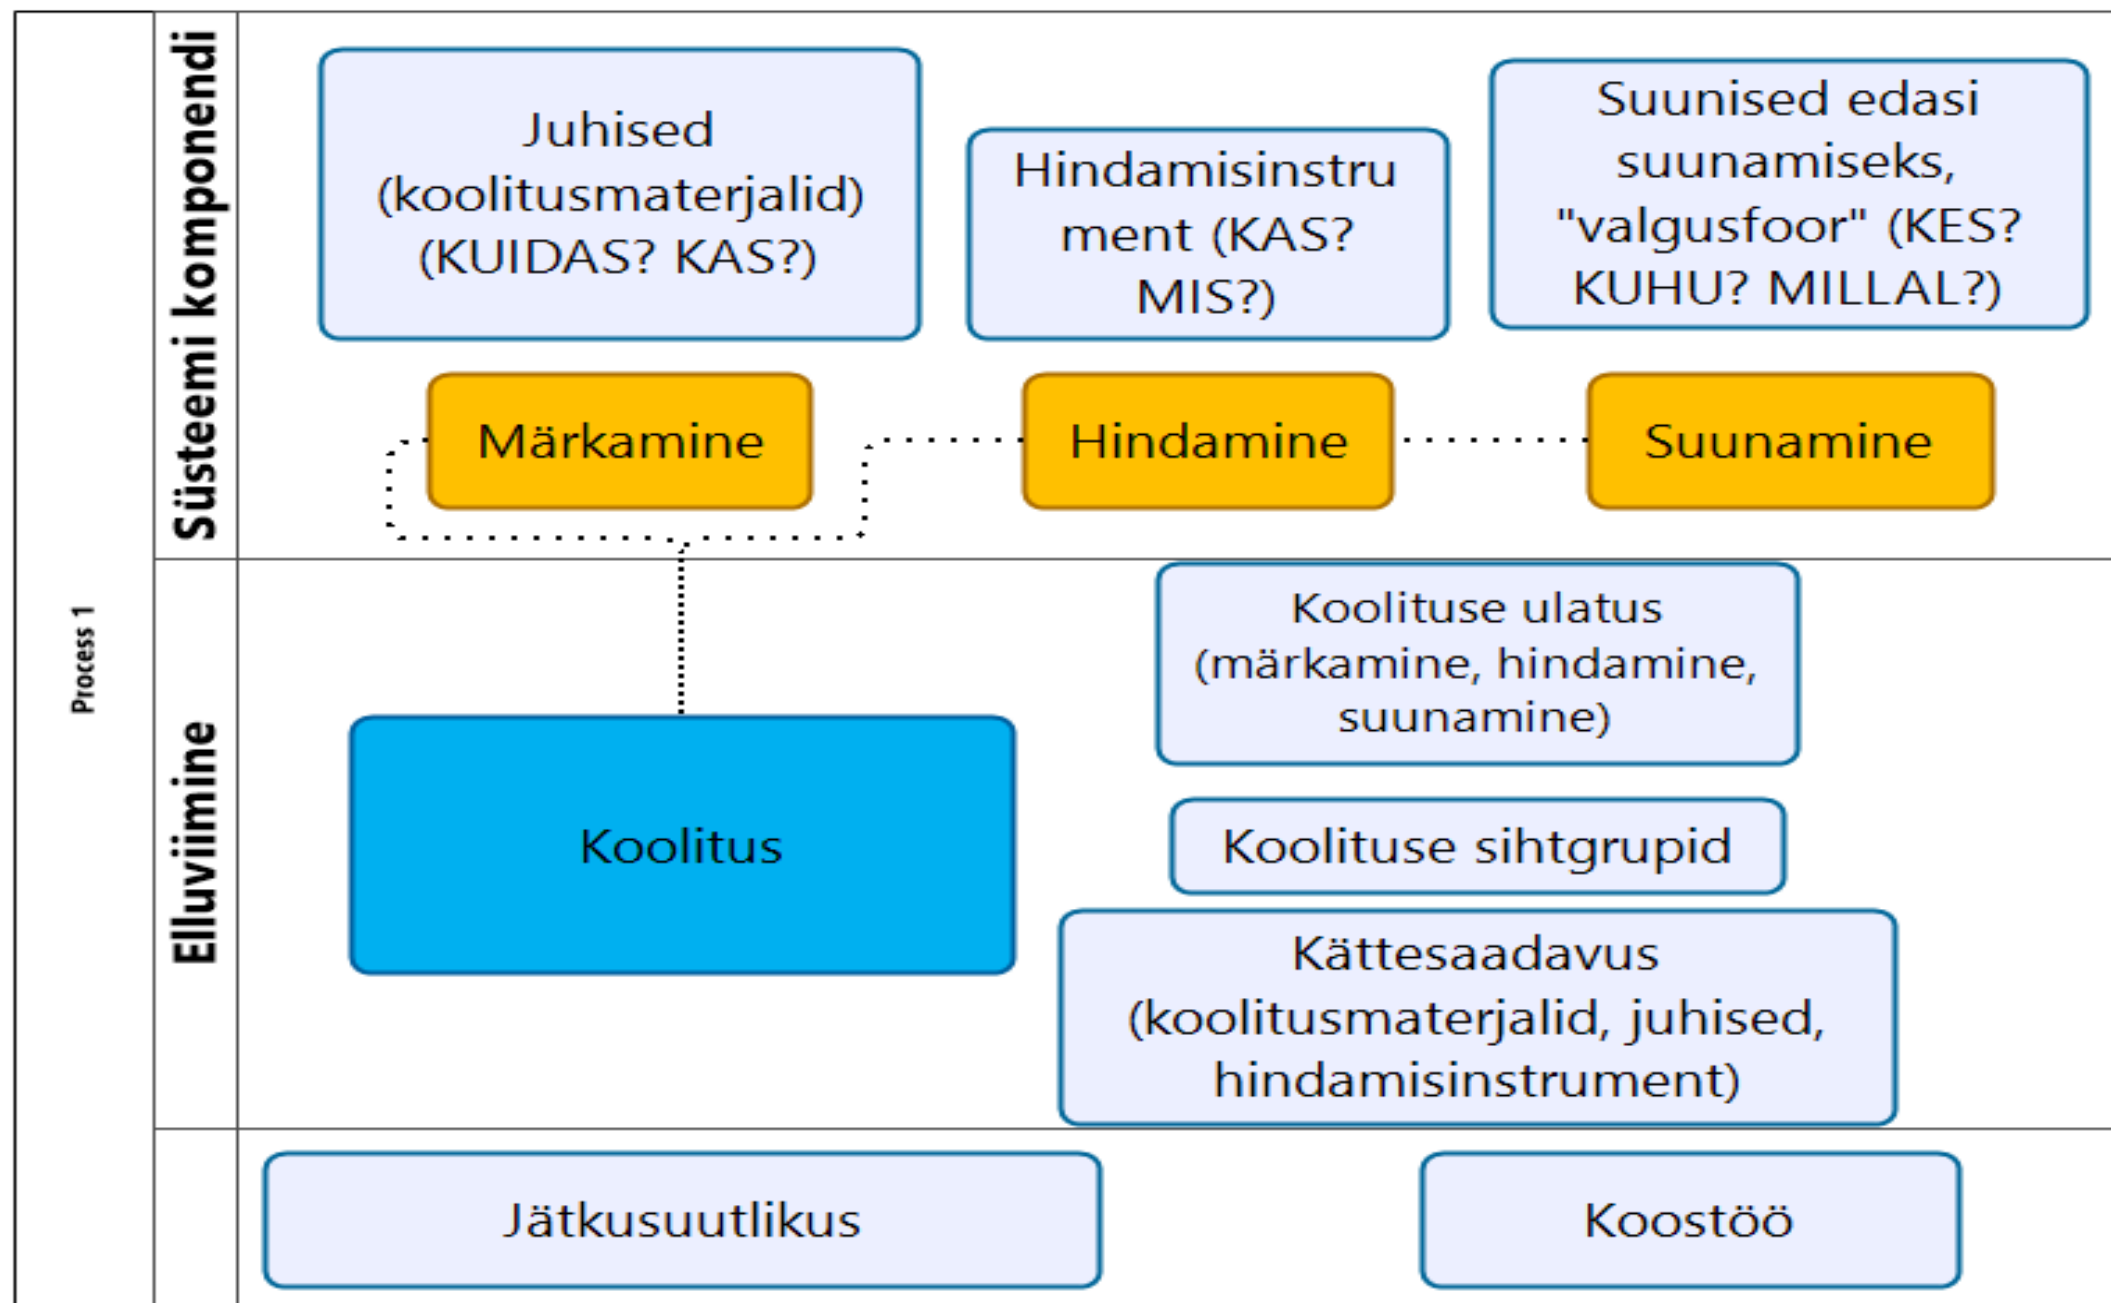 Process 1
Süsteemi komponendi
Juhised
(koolitusmaterjalid)
(KUIDAS? KAS?)
Hindamisinstru
ment (KAS?
MIS?)
Suunised edasi
suunamiseks,
"valgusfoor" (KES?
KUHU? MILLAL?)
Märkamine
Hindamine
Suunamine
Elluviimine
Koolitus
Koolituse ulatus
(märkamine, hindamine,
suunamine)
Koolituse sihtgrupid
Kättesaadavus
(koolitusmaterjalid, juhised,
hindamisinstrument)
Jätkusuutlikus
Koostöö